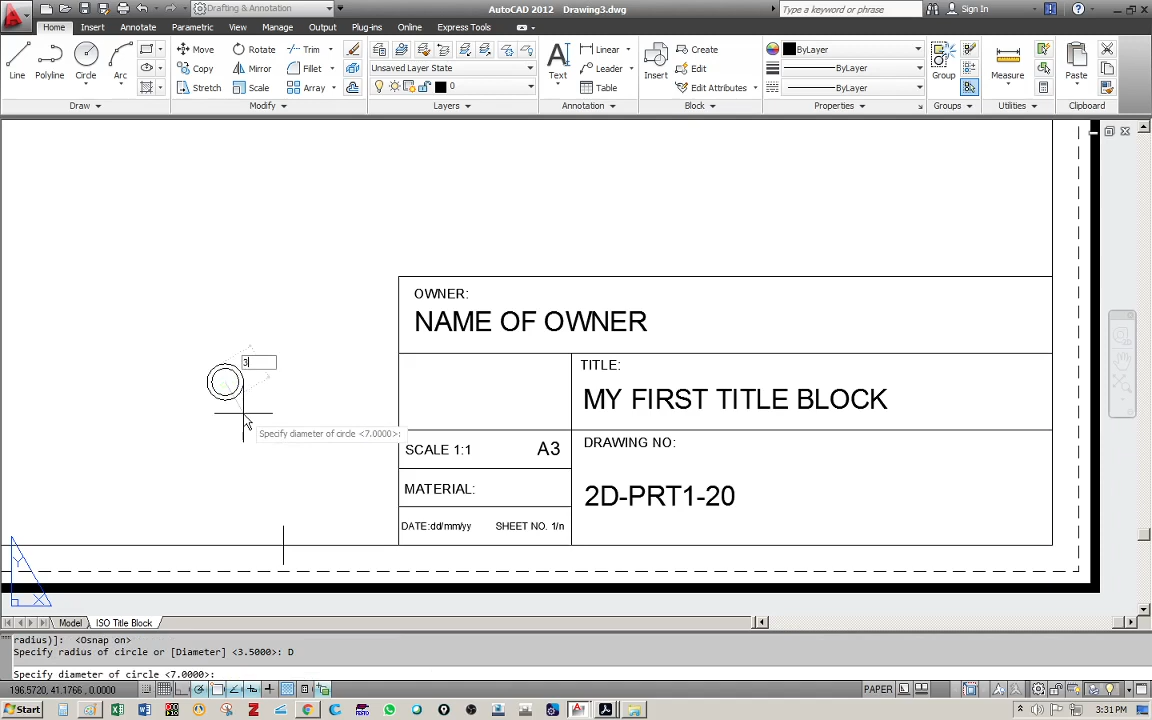 Drafting & Annotation
AutoCAD 2012 Drawing3.dwg
Type a keyword or phrase
Sign In
Home Insert Annotate Parametric View Manage Output Plug-ins Online Express Tools
Line Polyline Circle Arc
Move Rotate Trim
Copy Mirror Fillet
Stretch Scale Array
Unsaved Layer State
0
Text
Linear
Leader
Table
Insert
Create
Edit
Edit Attributes
ByLayer
ByLayer
ByLayer
Group
Measure
Paste
Draw Modify Layers Annotation Block Properties Groups Utilities Clipboard
OWNER:
NAME OF OWNER
TITLE:
MY FIRST TITLE BLOCK
3
Specify diameter of circle <7.0000>:
SCALE 1:1 A3
DRAWING NO:
MATERIAL:
2D-PRT1-20
DATE:dd/mm/yy SHEET NO. 1/n
Y
X
Model ISO Title Block
radius)]: <Osnap on>
Specify radius of circle or [Diameter] <3.5000>: D
Specify diameter of circle <7.0000>:
196.5720, 41.1766, 0.0000
PAPER
Start
3:31 PM